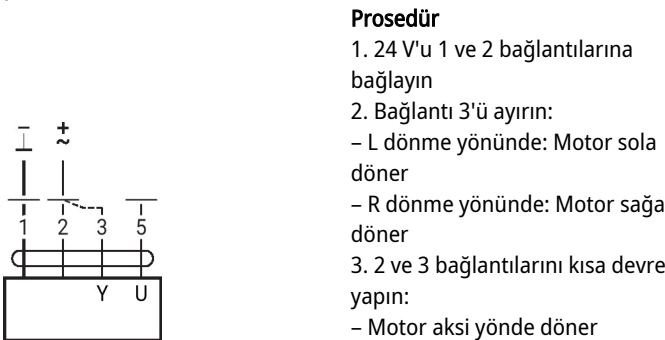 Prosedür
1. 24 V'u 1 ve 2 bağlantılarına
bağlayın
2. Bağlantı 3'ü ayırın:
– L dönme yönünde: Motor sola
döner
– R dönme yönünde: Motor sağa
döner
3. 2 ve 3 bağlantılarını kısa devre
yapın:
– Motor aksi yönde döner
⊥ – + ~
1 2 3 5
Y U